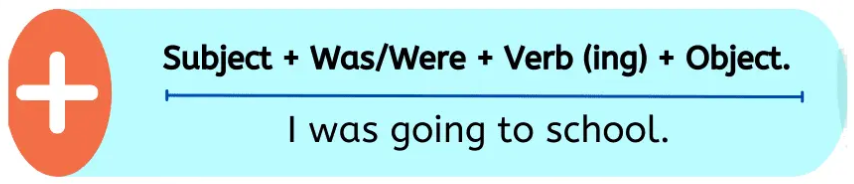 Subject + Was/Were + Verb (ing) + Object.
I was going to school.